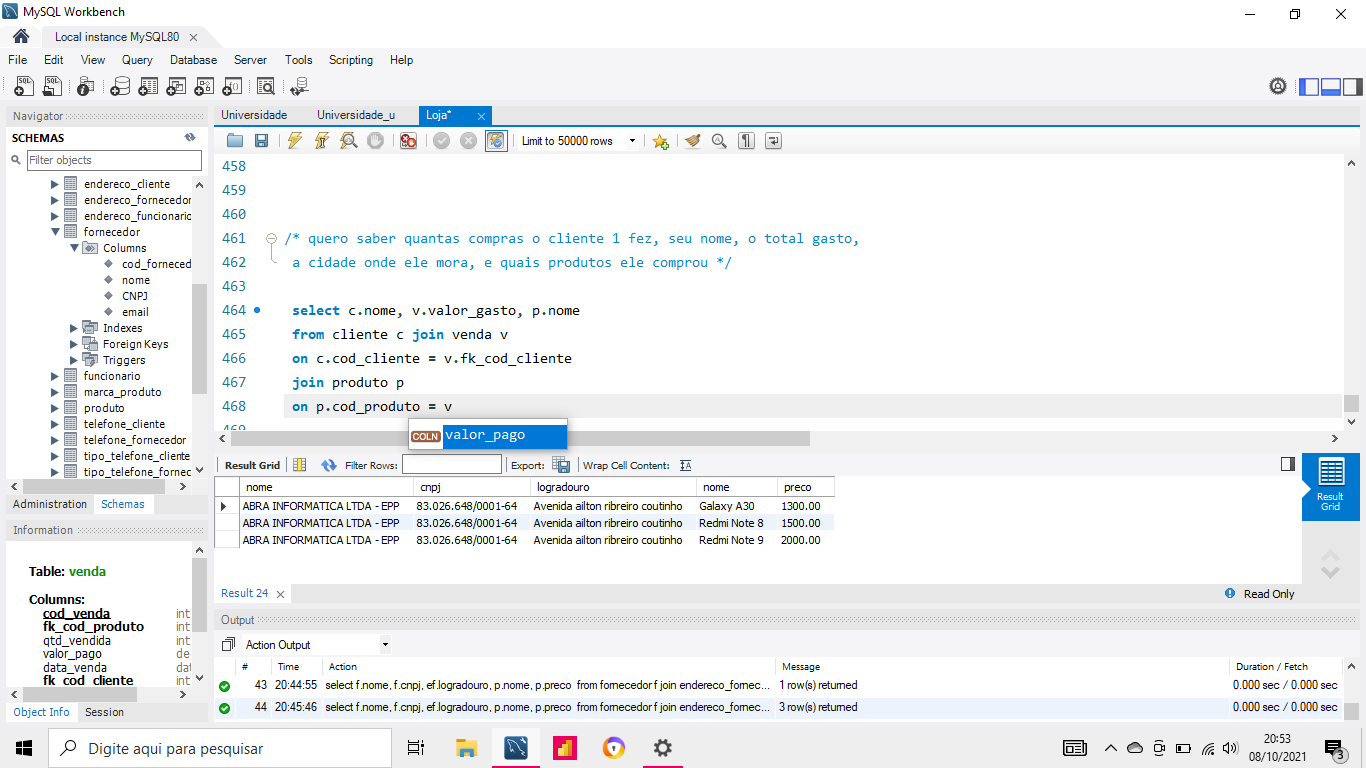 MySQL Workbench
Local instance MySQL80
File Edit View Query Database Server Tools Scripting Help
Navigator
SCHEMAS
Filter objects
endereco_cliente
endereco_fornecedor
endereco_funcionario
fornecedor
Columns
cod_forneced
nome
CNPJ
email
Indexes
Foreign Keys
Triggers
funcionario
marca_produto
produto
telefone_cliente
telefone_fornecedor
tipo_telefone_cliente
tipo_telefone_fornec
Administration Schemas
Information
Table: venda
Columns:
cod_venda int
fk_cod_produto int
qtd_vendida int
valor_pago de
data_venda dat
fk_cod_cliente int
Object Info Session
Universidade Universidade_u Loja*
Limit to 50000 rows
458
459
460
461 /* quero saber quantas compras o cliente 1 fez, seu nome, o total gasto,
462 a cidade onde ele mora, e quais produtos ele comprou */
463
464 select c.nome, v.valor_gasto, p.nome
465 from cliente c join venda v
466 on c.cod_cliente = v.fk_cod_cliente
467 join produto p
468 on p.cod_produto = v
469
COLN valor_pago
Result Grid Filter Rows: Export: Wrap Cell Content: IA
nome cnpj logradouro nome preco
ABRA INFORMATICA LTDA - EPP 83.026.648/0001-64 Avenida ailton ribreiro coutinho Galaxy A30 1300.00
ABRA INFORMATICA LTDA - EPP 83.026.648/0001-64 Avenida ailton ribreiro coutinho Redmi Note 8 1500.00
ABRA INFORMATICA LTDA - EPP 83.026.648/0001-64 Avenida ailton ribreiro coutinho Redmi Note 9 2000.00
Result Grid
Result 24
Read Only
Output
Action Output
# Time Action Message Duration / Fetch
43 20:44:55 select f.nome, f.cnpj, ef.logradouro, p.nome, p.preco from fornecedor f join endereco_fornec... 1 row(s) returned 0.000 sec / 0.000 sec
44 20:45:46 select f.nome, f.cnpj, ef.logradouro, p.nome, p.preco from fornecedor f join endereco_fornec... 3 row(s) returned 0.000 sec / 0.000 sec
Digite aqui para pesquisar
20:53
08/10/2021
3